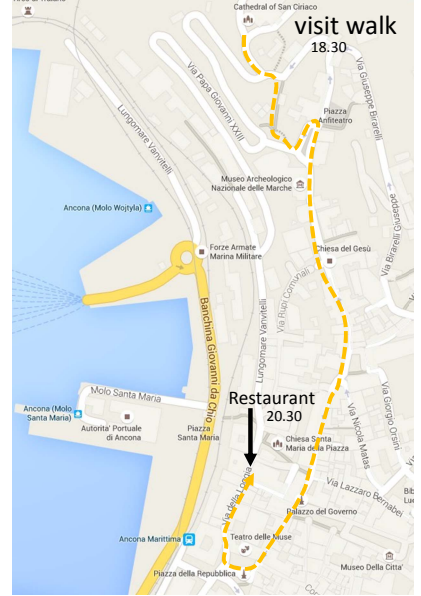 Cathedral of San Ciriaco
visit walk
18.30
Via Papa Giovanni XXIII
Lungomare Vanvitelli
Via Giuseppe Birarelli
Piazza
Anfiteatro
Museo Archeologico
Nazionale delle Marche
Ancona (Molo Wojtyla)
Forze Armate
Marina Militare
Chiesa del Gesù
Via Birarelli Giuseppe
Via Rupi Comunali
Banchina Giovanni da Chio
Lungomare Vanvitelli
Molo Santa Maria
Restaurant
20.30
Ancona (Molo
Santa Maria)
Autorita' Portuale
di Ancona
Piazza
Santa Maria
Chiesa Santa
Maria della Piazza
Via Nicola Matas
Via Giorgio Orsini
Via della Loggia
Via Lazzaro Bernabei
Palazzo del Governo
Teatro delle Muse
Ancona Marittima
Piazza della Repubblica
Museo Della Citta'